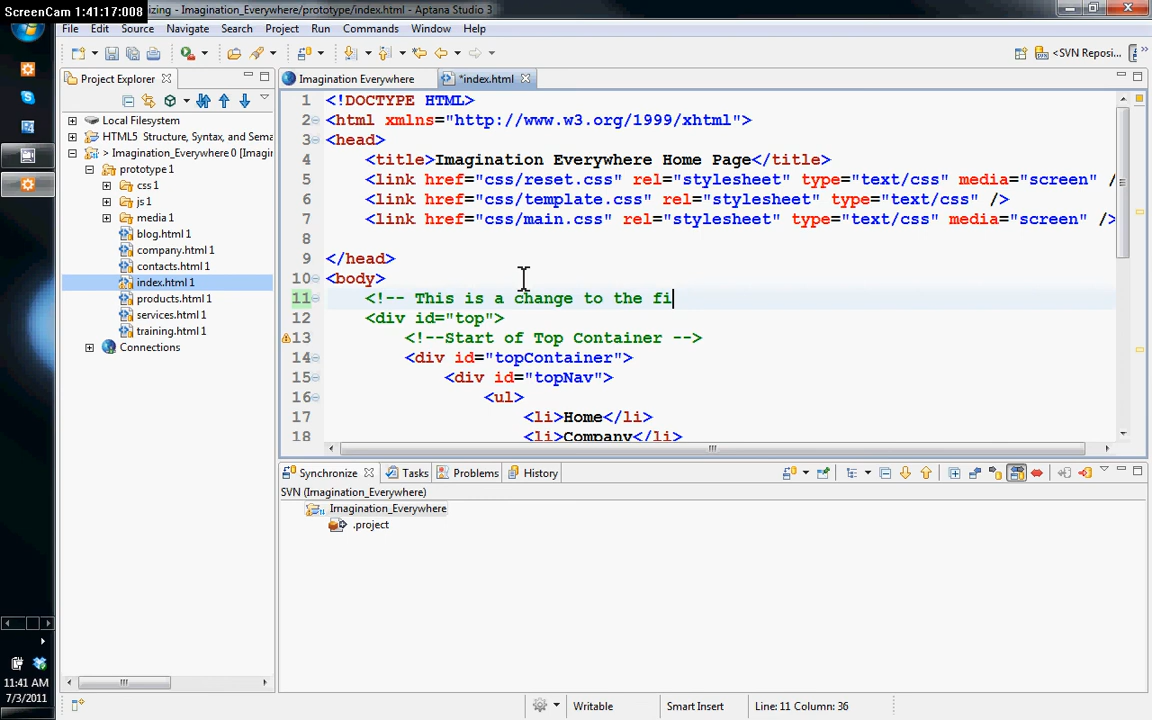 ScreenCam 1:41:17:008
izing - Imagination_Everywhere/prototype/index.html - Aptana Studio 3
File Edit Source Navigate Search Project Run Commands Window Help
<SVN Reposi...
Project Explorer
Imagination Everywhere
*index.html
Local Filesystem
HTML5 Structure, Syntax, and Sema
> Imagination_Everywhere 0 [Imagin
prototype 1
css 1
js 1
media 1
blog.html 1
company.html 1
contacts.html 1
index.html 1
products.html 1
services.html 1
training.html 1
Connections
1 <!DOCTYPE HTML>
2 <html xmlns="http://www.w3.org/1999/xhtml">
3 <head>
4 <title>Imagination Everywhere Home Page</title>
5 <link href="css/reset.css" rel="stylesheet" type="text/css" media="screen" /
6 <link href="css/template.css" rel="stylesheet" type="text/css" />
7 <link href="css/main.css" rel="stylesheet" type="text/css" media="screen" />
8
9 </head>
10 <body>
11 <!-- This is a change to the fi
12 <div id="top">
13 <!--Start of Top Container -->
14 <div id="topContainer">
15 <div id="topNav">
16 <ul>
17 <li>Home</li>
18 <li>Company</li>
Synchronize Tasks Problems History
SVN (Imagination_Everywhere)
Imagination_Everywhere
.project
11:41 AM
7/3/2011
Writable
Smart Insert
Line: 11 Column: 36